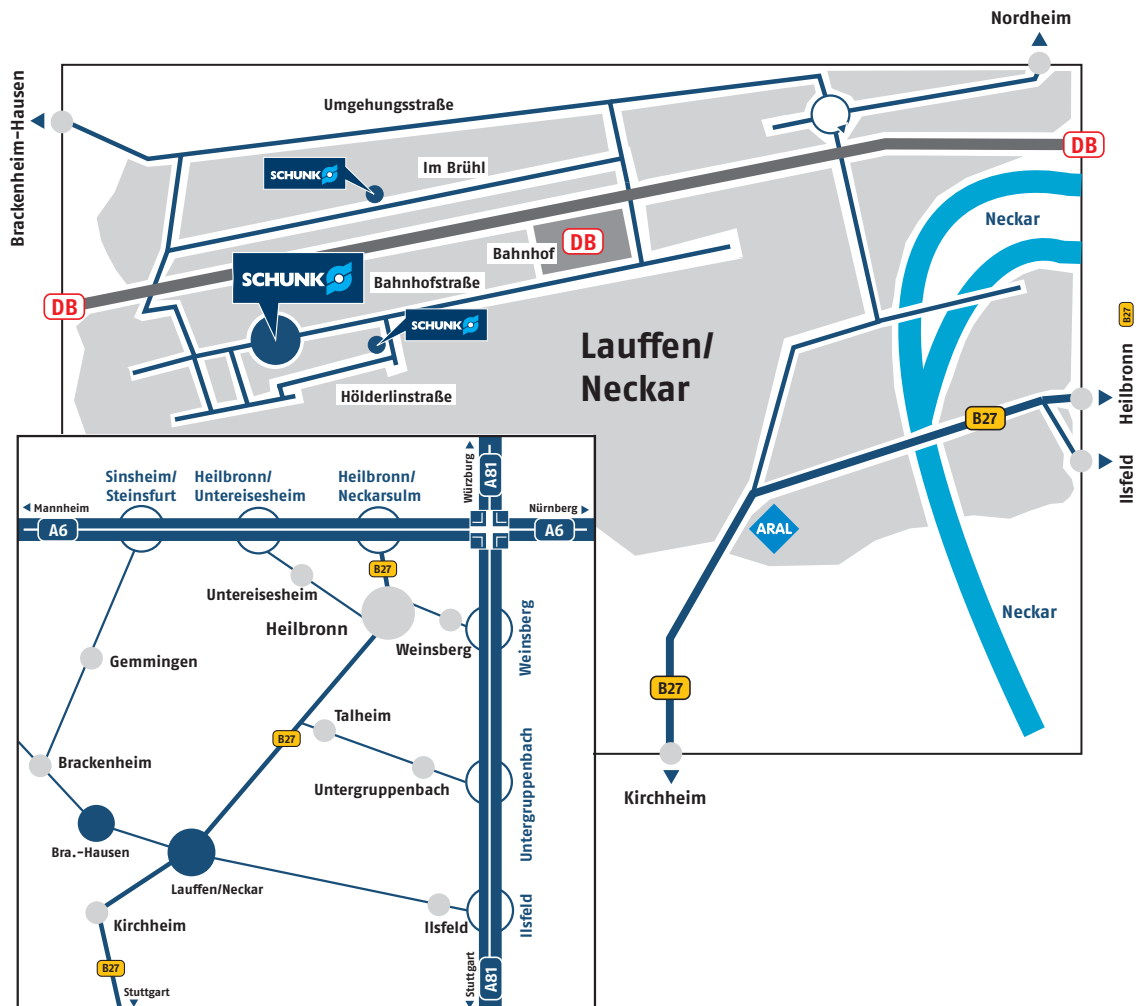 Nordheim
Brackenheim-Hausen
Umgehungsstraße
Im Brühl
SCHUNK
DB
Neckar
Bahnhof
DB
SCHUNK
Bahnhofstraße
DB
SCHUNK
B27
Heilbronn
Lauffen/
Neckar
Hölderlinstraße
B27
Ilsfeld
ARAL
Neckar
B27
Kirchheim
Sinsheim/
Steinsfurt
Heilbronn/
Untereisesheim
Heilbronn/
Neckarsulm
Würzburg
A81
Mannheim
Nürnberg
A6
A6
B27
Untereisesheim
Heilbronn
Weinsberg
Weinsberg
Gemmingen
Talheim
B27
Brackenheim
Untergruppenbach
Untergruppenbach
Bra.-Hausen
Lauffen/Neckar
Kirchheim
Ilsfeld
Ilsfeld
B27
Stuttgart
Stuttgart
A81